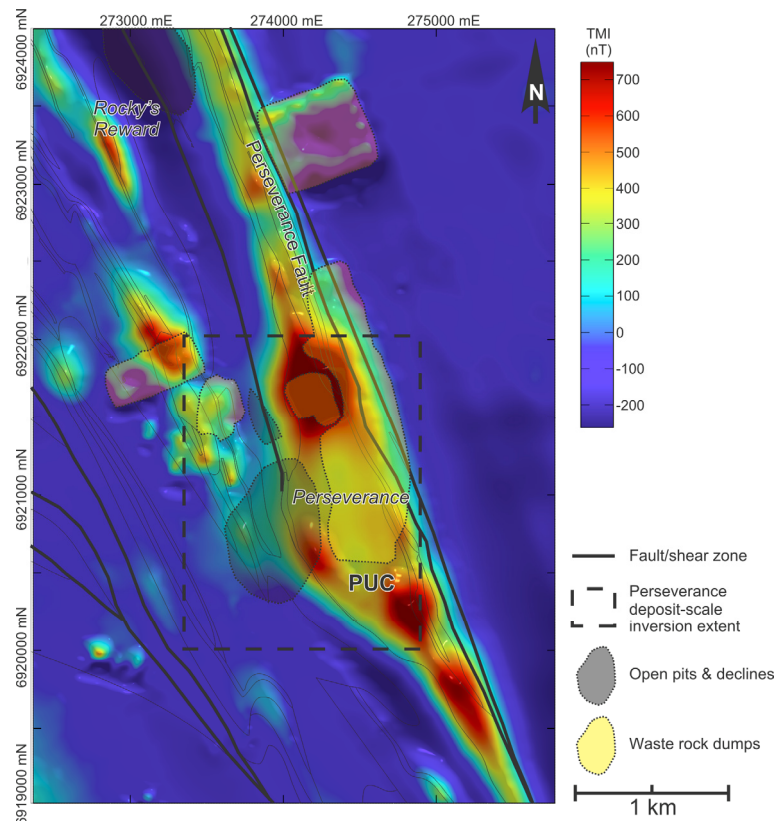 273000 mE
274000 mE
275000 mE
6924000 mN
6923000 mN
6922000 mN
6921000 mN
6920000 mN
6919000 mN
Rocky's
Reward
Perseverance Fault
Perseverance
PUC
N
TMI
(nT)
700
600
500
400
300
200
100
0
-100
-200
Fault/shear zone
Perseverance
deposit-scale
inversion extent
Open pits & declines
Waste rock dumps
1 km